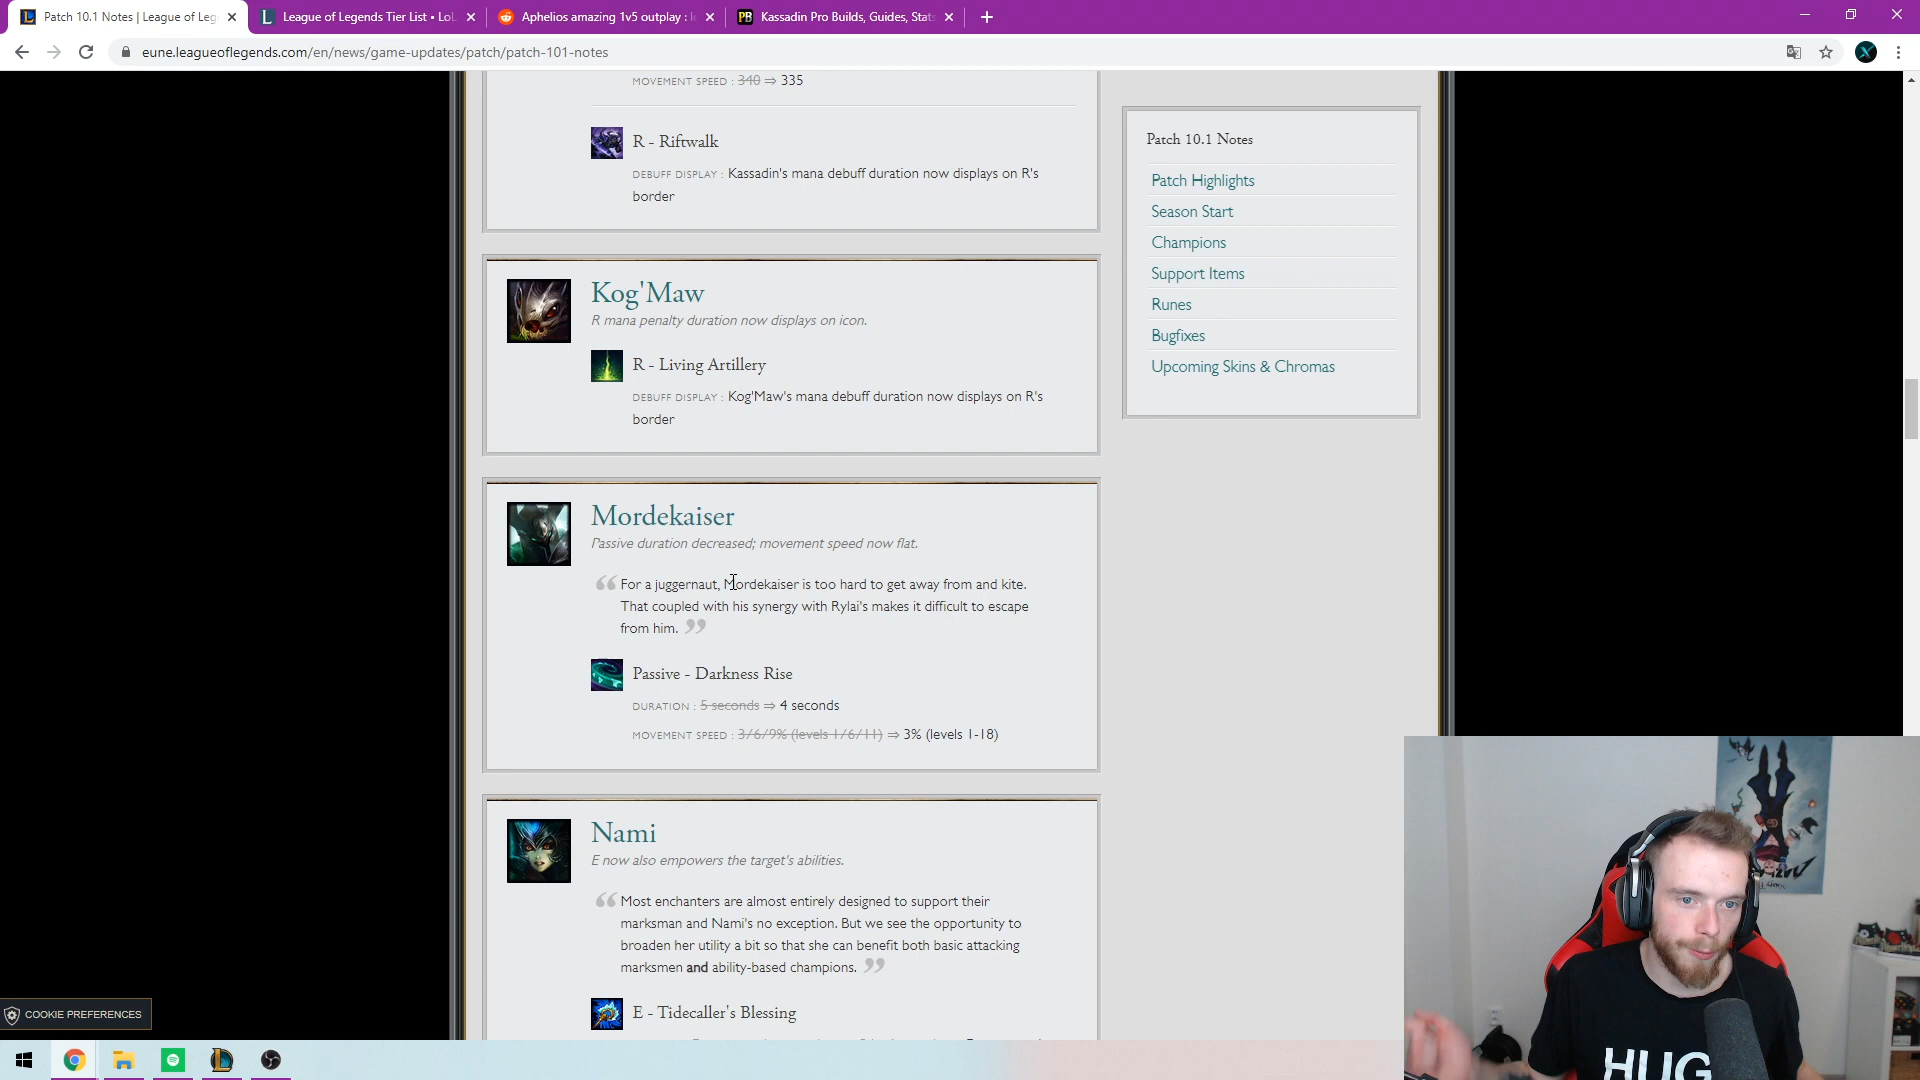 Patch 10.1 Notes | League of Leg
League of Legends Tier List • LoL
Aphelios amazing 1v5 outplay : le
Kassadin Pro Builds, Guides, Stats
eune.leagueoflegends.com/en/news/game-updates/patch/patch-101-notes
MOVEMENT SPEED : 340 ⇒ 335
R - Riftwalk
DEBUFF DISPLAY : Kassadin's mana debuff duration now displays on R's
border
Kog'Maw
R mana penalty duration now displays on icon.
R - Living Artillery
DEBUFF DISPLAY : Kog'Maw's mana debuff duration now displays on R's
border
Mordekaiser
Passive duration decreased; movement speed now flat.
“ For a juggernaut, Mordekaiser is too hard to get away from and kite.
That coupled with his synergy with Rylai's makes it difficult to escape
from him. ”
Passive - Darkness Rise
DURATION : 5 seconds ⇒ 4 seconds
MOVEMENT SPEED : 3/6/9% (levels 1/6/11) ⇒ 3% (levels 1-18)
Nami
E now also empowers the target's abilities.
“ Most enchanters are almost entirely designed to support their
marksman and Nami's no exception. But we see the opportunity to
broaden her utility a bit so that she can benefit both basic attacking
marksmen and ability-based champions. ”
E - Tidecaller's Blessing
Patch 10.1 Notes
Patch Highlights
Season Start
Champions
Support Items
Runes
Bugfixes
Upcoming Skins & Chromas
COOKIE PREFERENCES
HUG